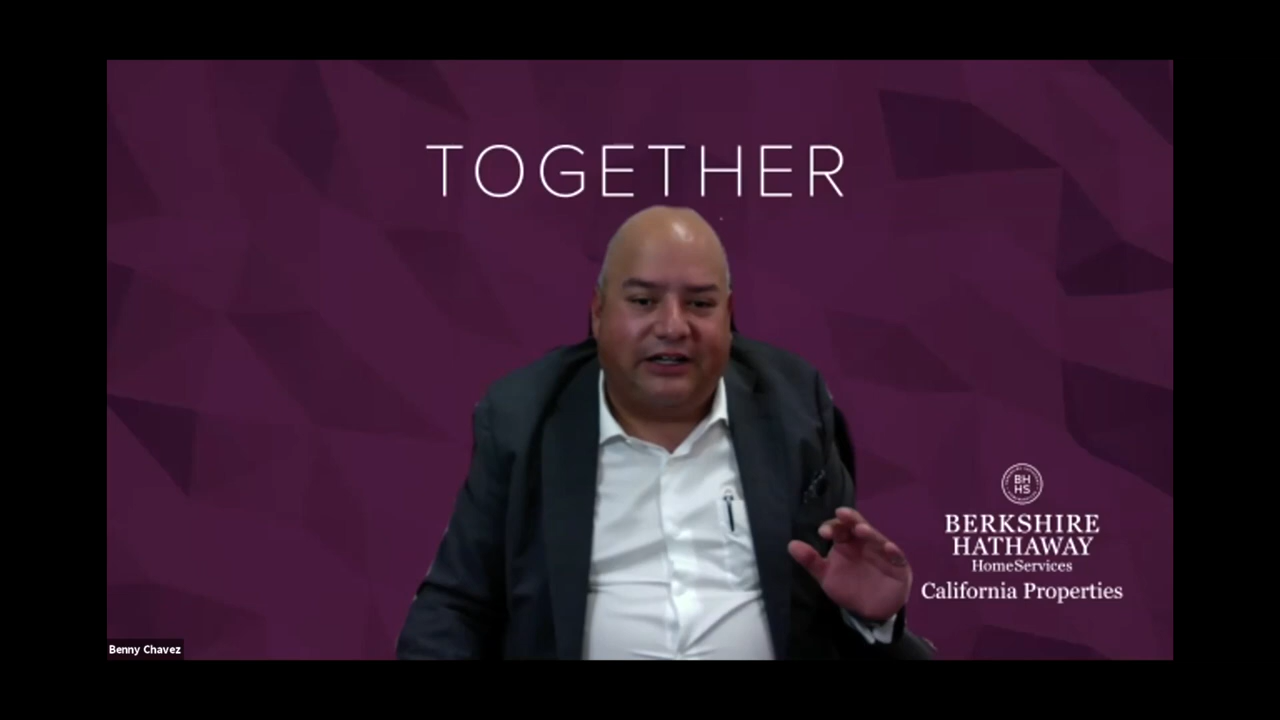 TOGETHER
BH
HS
BERKSHIRE
HATHAWAY
HomeServices
California Properties
Benny Chavez